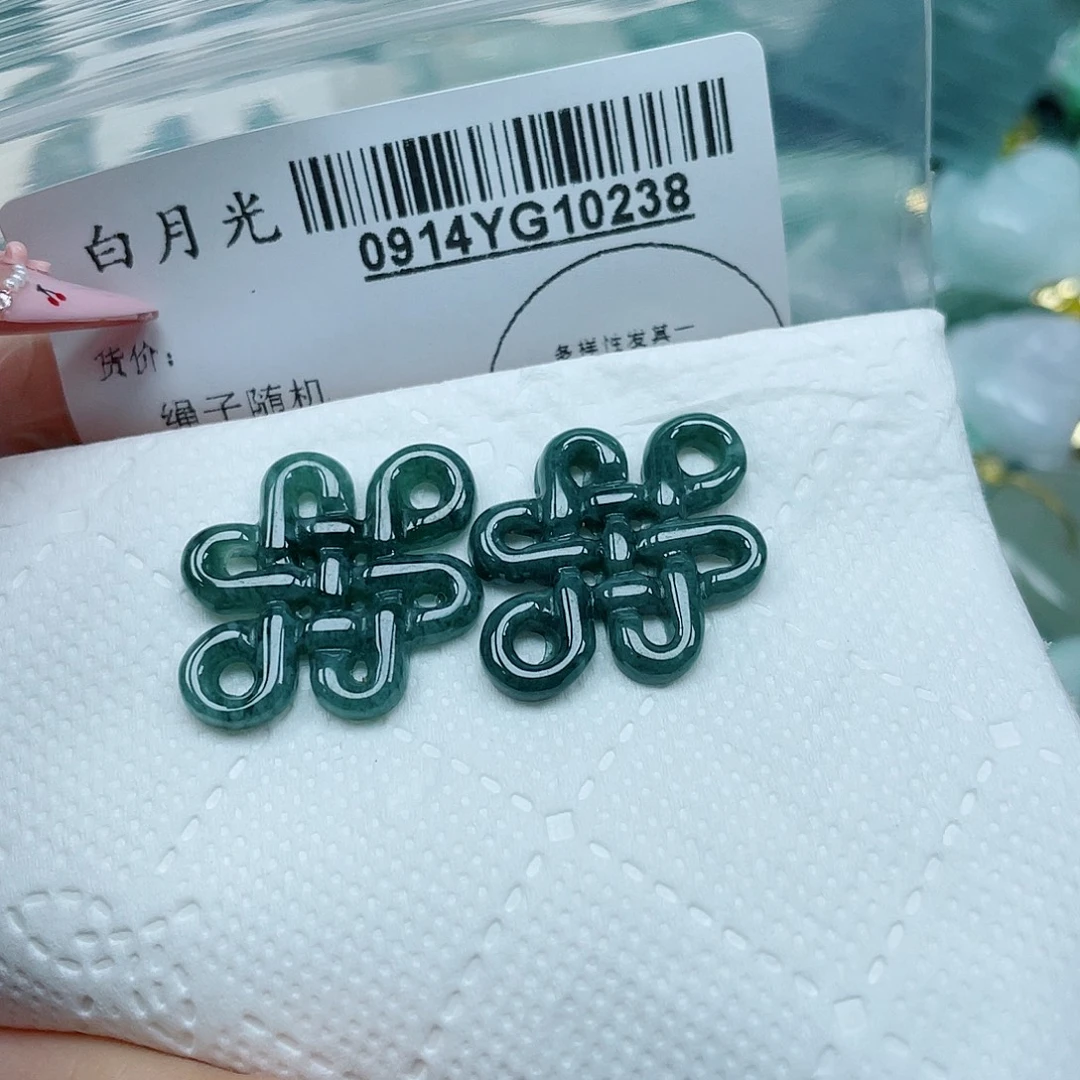 白月光
0914YG10238
货价：
多样性发其一
绳子随机